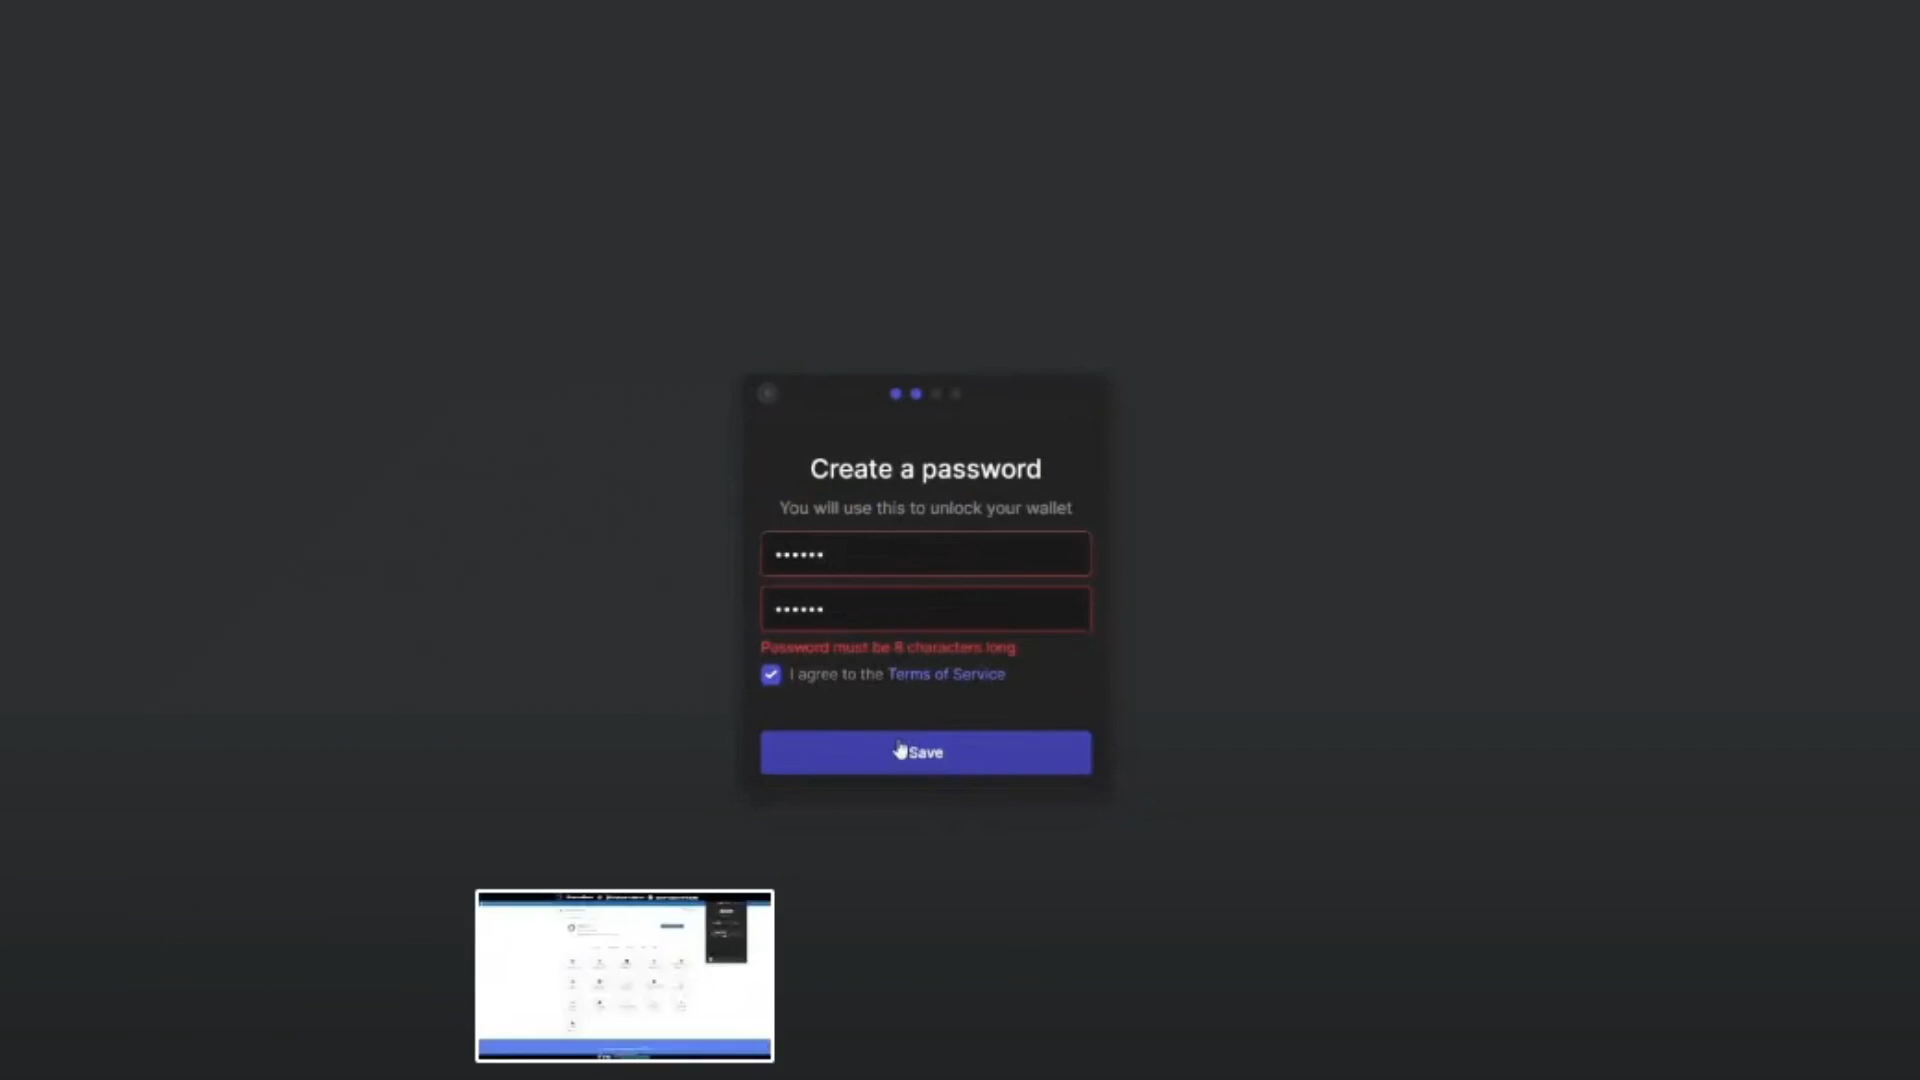 Create a password
You will use this to unlock your wallet
••••••
••••••
Password must be 8 characters long
I agree to the Terms of Service
Save